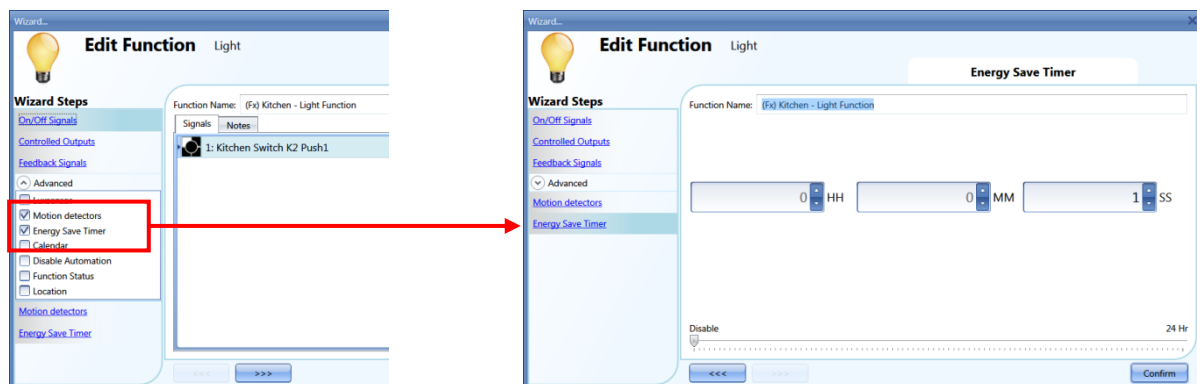 Wizard...
Edit Function Light
Wizard Steps
On/Off Signals
Controlled Outputs
Feedback Signals
Advanced
Motion detectors
Energy Save Timer
Calendar
Disable Automation
Function Status
Location
Motion detectors
Energy Save Timer
Function Name: (Fx) Kitchen - Light Function
Signals Notes
1: Kitchen Switch K2 Push1
<<< >>>
Wizard...
Edit Function Light
Energy Save Timer
Wizard Steps
On/Off Signals
Controlled Outputs
Feedback Signals
Advanced
Motion detectors
Energy Save Timer
Function Name: (Fx) Kitchen - Light Function
0 HH 0 MM 1 SS
Disable 24 Hr
<<< >>> Confirm